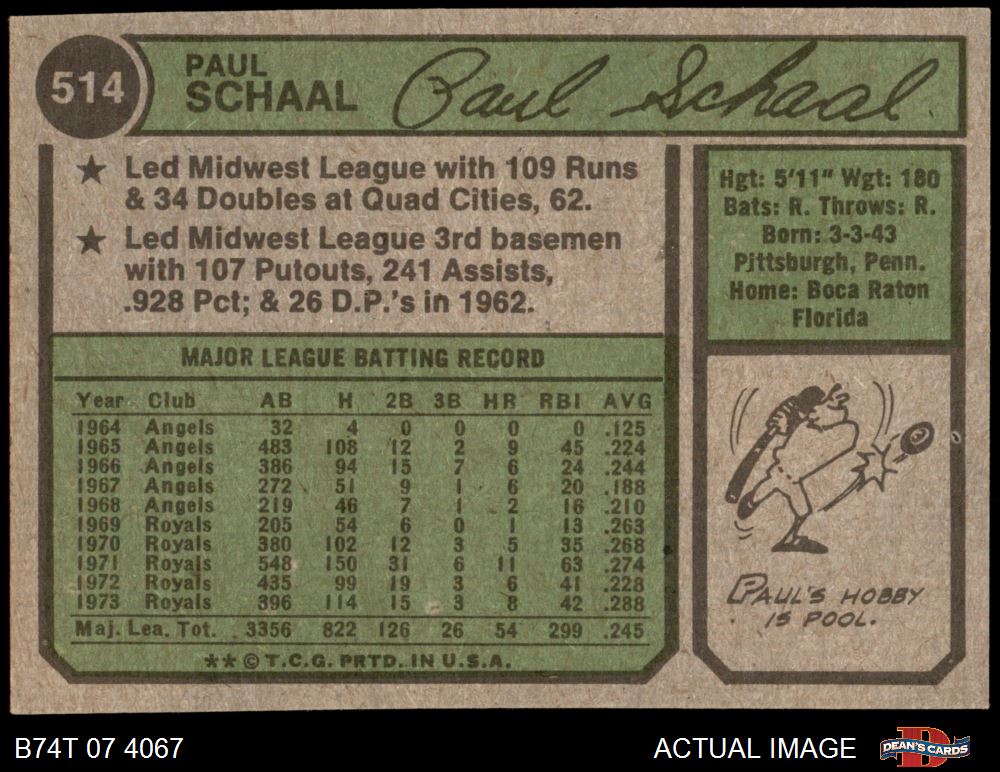 514
PAUL
SCHAAL
Paul Schaal
★ Led Midwest League with 109 Runs
& 34 Doubles at Quad Cities, 62.
★ Led Midwest League 3rd basemen
with 107 Putouts, 241 Assists,
.928 Pct; & 26 D.P.'s in 1962.
Hgt: 5'11" Wgt: 180
Bats: R. Throws: R.
Born: 3-3-43
Pittsburgh, Penn.
Home: Boca Raton
Florida
MAJOR LEAGUE BATTING RECORD
Year Club AB H 2B 3B HR RBI AVG
1964 Angels 32 4 0 0 0 0 .125
1965 Angels 483 108 12 2 9 45 .224
1966 Angels 386 94 15 7 6 24 .244
1967 Angels 272 51 9 1 6 20 .188
1968 Angels 219 46 7 1 2 16 .210
1969 Royals 205 54 6 0 1 13 .263
1970 Royals 380 102 12 3 5 35 .268
1971 Royals 548 150 31 6 11 63 .274
1972 Royals 435 99 19 3 6 41 .228
1973 Royals 396 114 15 3 8 42 .288
Maj. Lea. Tot. 3356 822 126 26 54 299 .245
** © T.C.G. PRTD. IN U.S.A.
8
PAUL'S HOBBY
IS POOL.
B74T 07 4067
ACTUAL IMAGE
D
DEAN'S CARDS